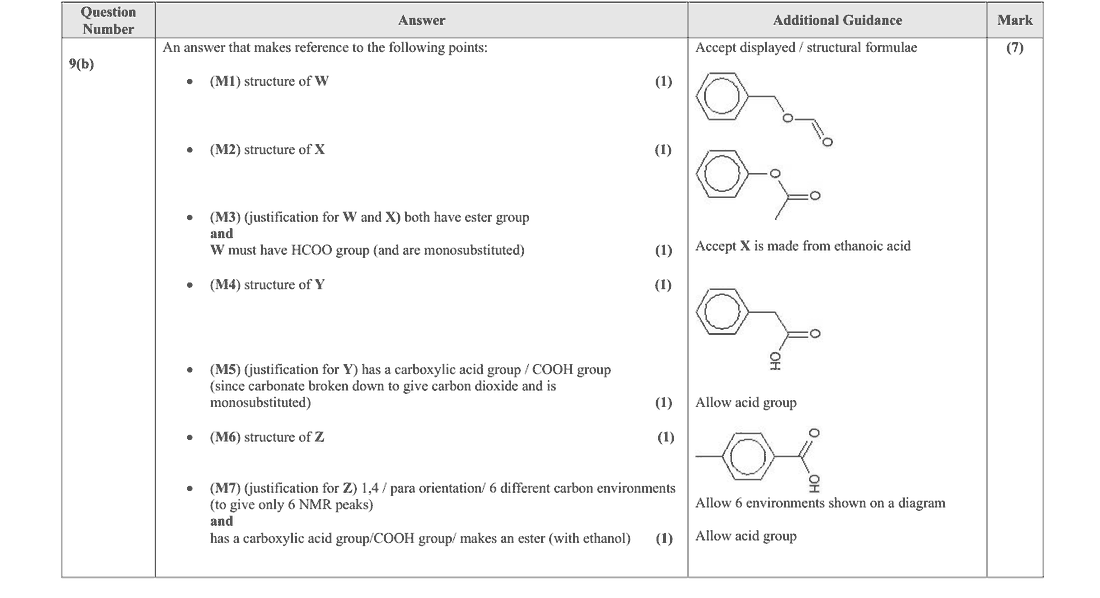 Question Number
Answer
Additional Guidance
Mark
9(b)
An answer that makes reference to the following points:
Accept displayed / structural formulae
(7)
• (M1) structure of W (1)
O
O
• (M2) structure of X (1)
O
O
• (M3) (justification for W and X) both have ester group
and
W must have HCOO group (and are monosubstituted) (1)
Accept X is made from ethanoic acid
• (M4) structure of Y (1)
O
OH
• (M5) (justification for Y) has a carboxylic acid group / COOH group
(since carbonate broken down to give carbon dioxide and is
monosubstituted) (1)
Allow acid group
• (M6) structure of Z (1)
O
OH
• (M7) (justification for Z) 1,4 / para orientation/ 6 different carbon environments
(to give only 6 NMR peaks)
Allow 6 environments shown on a diagram
and
has a carboxylic acid group/COOH group/ makes an ester (with ethanol) (1)
Allow acid group